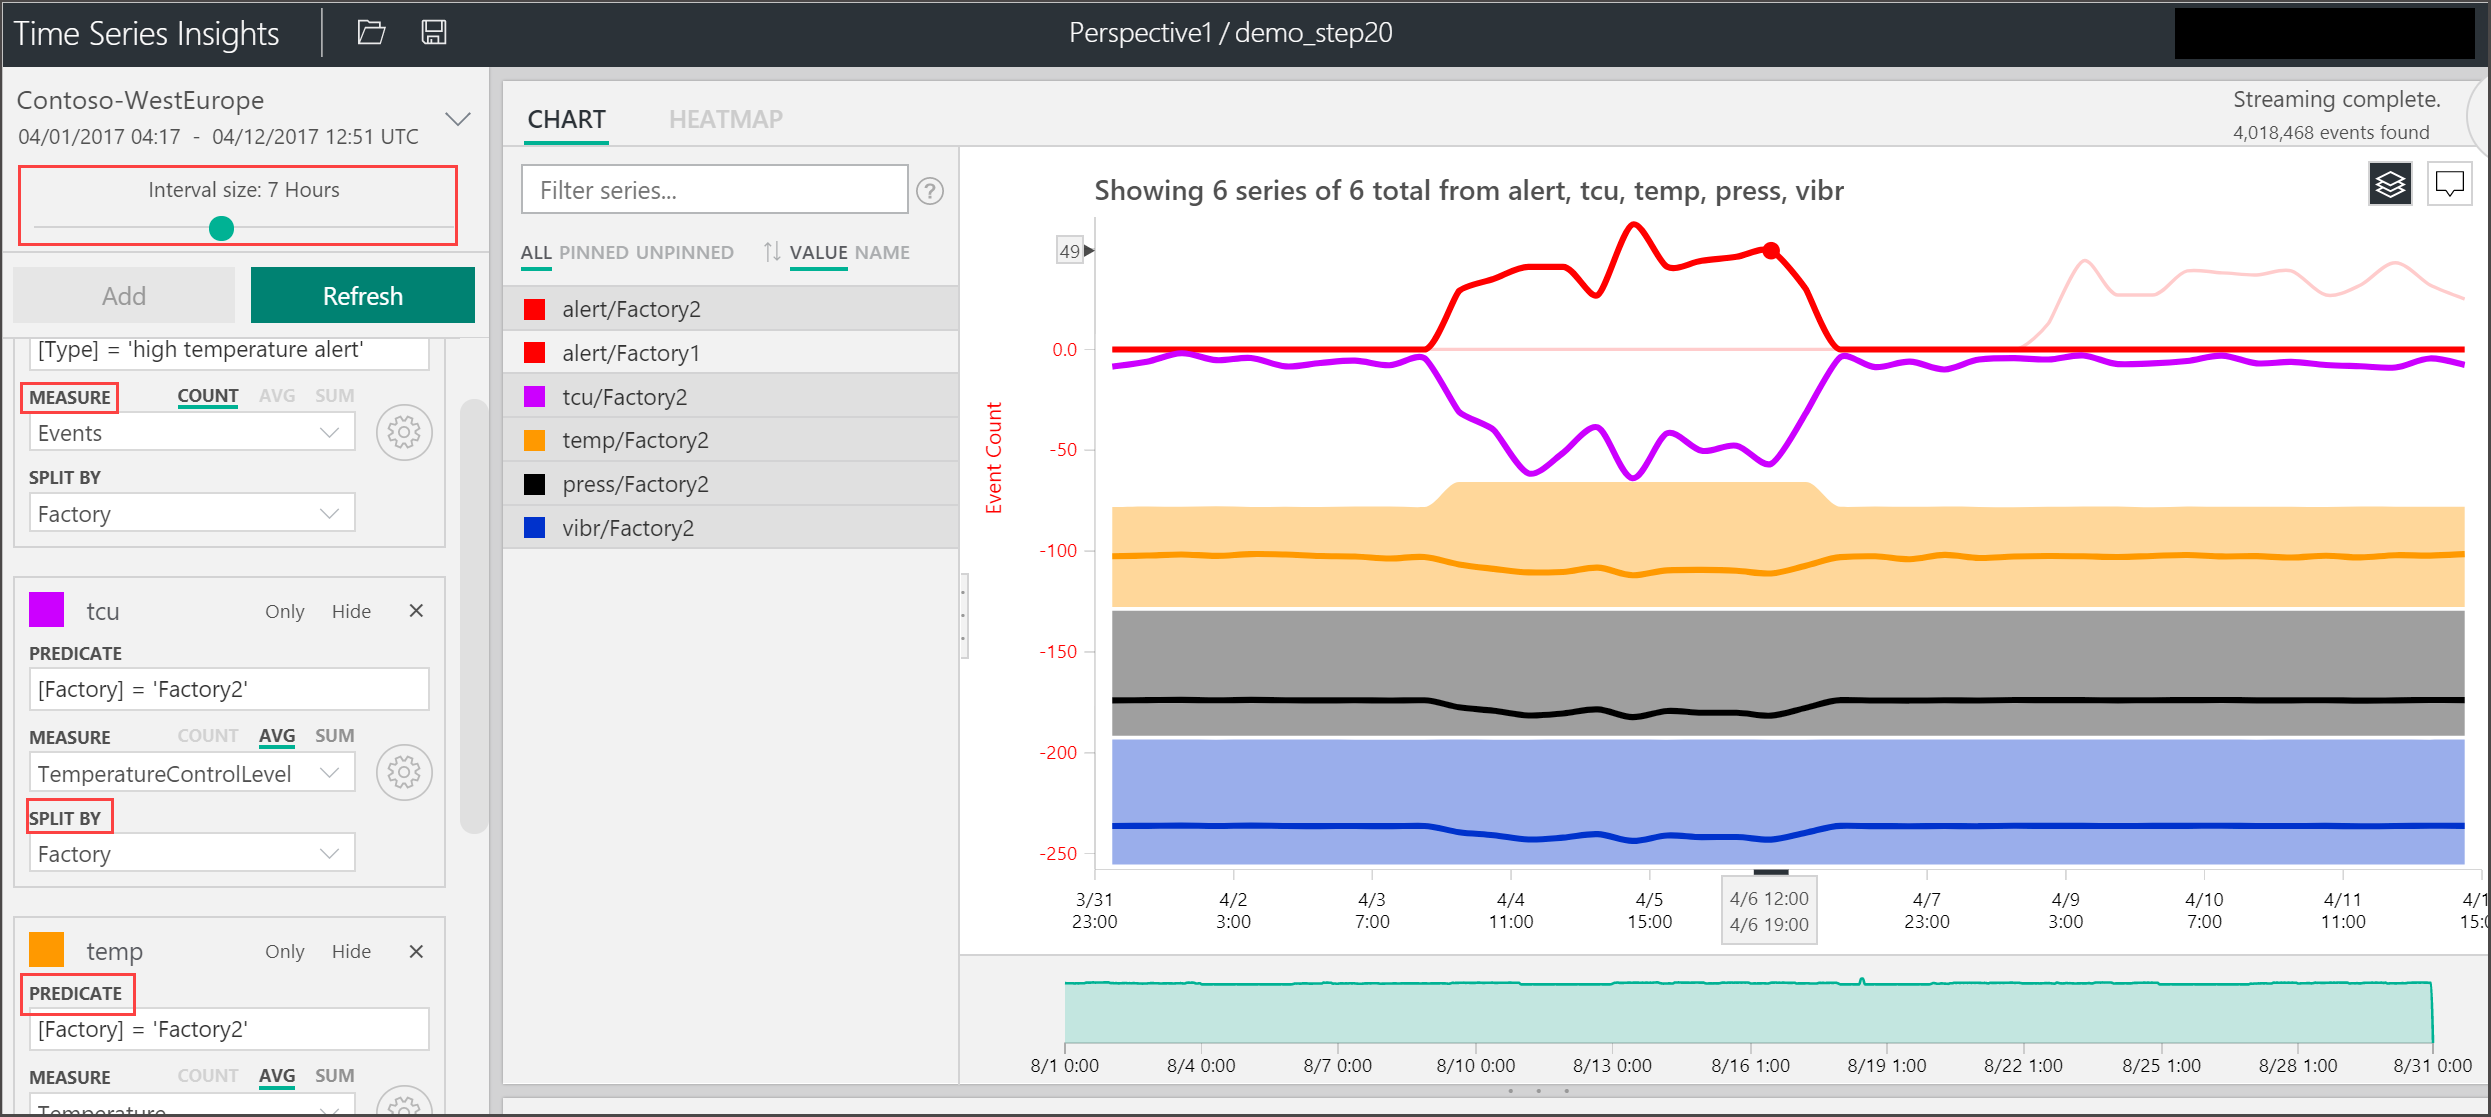 Time Series Insights
Perspective1 / demo_step20
Contoso-WestEurope
04/01/2017 04:17 - 04/12/2017 12:51 UTC
Interval size: 7 Hours
Add
Refresh
[Type] = 'high temperature alert'
MEASURE COUNT AVG SUM
Events
SPLIT BY
Factory
tcu Only Hide
PREDICATE
[Factory] = 'Factory2'
MEASURE COUNT AVG SUM
TemperatureControlLevel
SPLIT BY
Factory
temp Only Hide
PREDICATE
[Factory] = 'Factory2'
MEASURE COUNT AVG SUM
Temperature
CHART HEATMAP
Streaming complete.
4,018,468 events found
Filter series... ?
ALL PINNED UNPINNED VALUE NAME
alert/Factory2
alert/Factory1
tcu/Factory2
temp/Factory2
press/Factory2
vibr/Factory2
Showing 6 series of 6 total from alert, tcu, temp, press, vibr
49
0.0
-50
-100
-150
-200
-250
Event Count
3/31 4/2 4/3 4/4 4/5 4/6 12:00 4/7 4/9 4/10 4/11 4/1
23:00 3:00 7:00 11:00 15:00 4/6 19:00 23:00 3:00 7:00 11:00 15:0
8/1 0:00 8/4 0:00 8/7 0:00 8/10 0:00 8/13 0:00 8/16 1:00 8/19 1:00 8/22 1:00 8/25 1:00 8/28 1:00 8/31 0:00